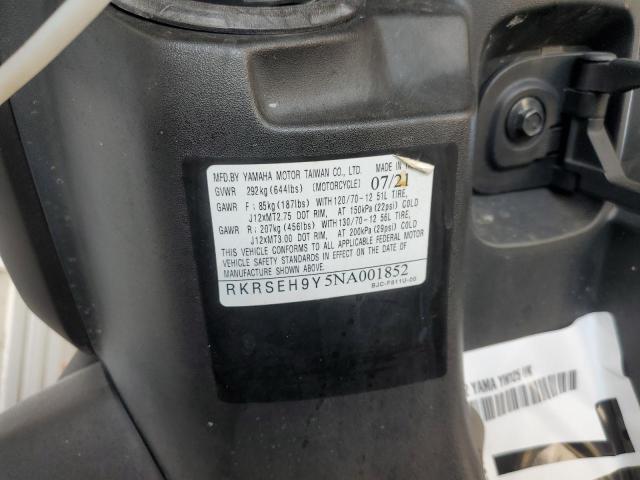 MFD.BY YAMAHA MOTOR TAIWAN CO., LTD. MADE IN
GVWR 292kg (644lbs) (MOTORCYCLE) 07/21
GAWR F : 85kg (187lbs) WITH 120/70-12 51L TIRE,
J12xMT2.75 DOT RIM, AT 150kPa (22psi) COLD
GAWR R : 207kg (456lbs) WITH 130/70-12 56L TIRE,
J12xMT3.00 DOT RIM, AT 200kPa (29psi) COLD
THIS VEHICLE CONFORMS TO ALL APPLICABLE FEDERAL MOTOR
VEHICLE SAFETY STANDARDS IN EFFECT ON THE DATE OF
MANUFACTURE SHOWN ABOVE.
RKRSEH9Y5NA001852
BJC-F811U-00
YAMA YW125 UK